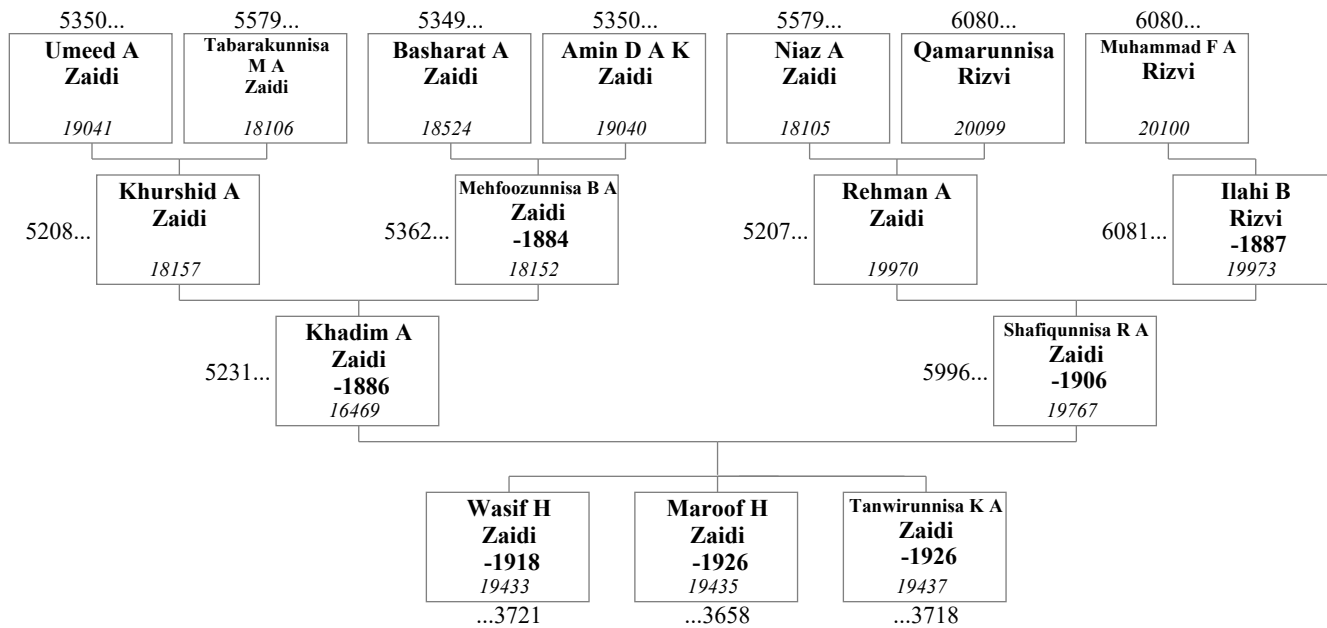 5350...
5579...
5349...
5350...
5579...
6080...
6080...
Umeed A
Zaidi
19041
Tabarakunnisa
M A
Zaidi
18106
Basharat A
Zaidi
18524
Amin D A K
Zaidi
19040
Niaz A
Zaidi
18105
Qamarunnisa
Rizvi
20099
Muhammad F A
Rizvi
20100
5208...
Khurshid A
Zaidi
18157
5362...
Mehfoozunnisa B A
Zaidi
-1884
18152
5207...
Rehman A
Zaidi
19970
6081...
Ilahi B
Rizvi
-1887
19973
5231...
Khadim A
Zaidi
-1886
16469
5996...
Shafiqunnisa R A
Zaidi
-1906
19767
Wasif H
Zaidi
-1918
19433
Maroof H
Zaidi
-1926
19435
Tanwirunnisa K A
Zaidi
-1926
19437
...3721
...3658
...3718